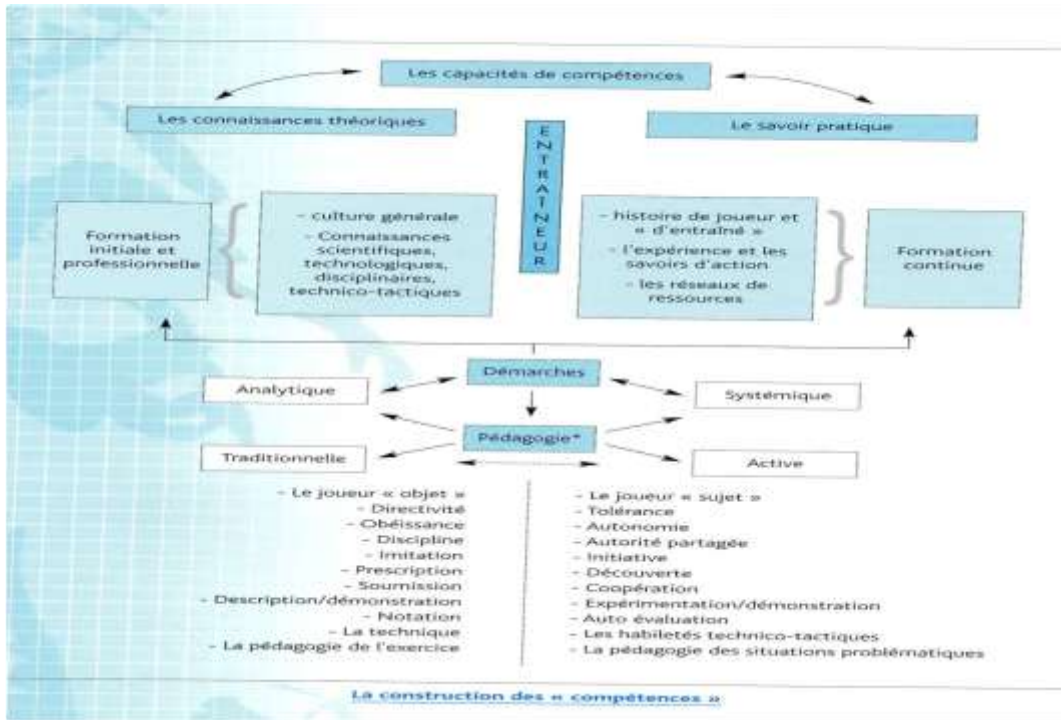 Les capacités de compétences
Les connaissances théoriques
Le savoir pratique
ENTRAÎNEUR
Formation
initiale et
professionnelle
- culture générale
- Connaissances
scientifiques,
technologiques,
disciplinaires,
technico-tactiques
- histoire de joueur et
« d'entraîné »
- l'expérience et les
savoirs d'action
- les réseaux de
ressources
Formation
continue
Démarches
Analytique
Systémique
Pédagogie*
Traditionnelle
Active
- Le joueur « objet »
- Directivité
- Obéissance
- Discipline
- Imitation
- Prescription
- Soumission
- Description/démonstration
- Notation
- La technique
- La pédagogie de l'exercice
- Le joueur « sujet »
- Tolérance
- Autonomie
- Autorité partagée
- Initiative
- Découverte
- Coopération
- Expérimentation/démonstration
- Auto évaluation
- Les habiletés technico-tactiques
- La pédagogie des situations problématiques
La construction des « compétences »